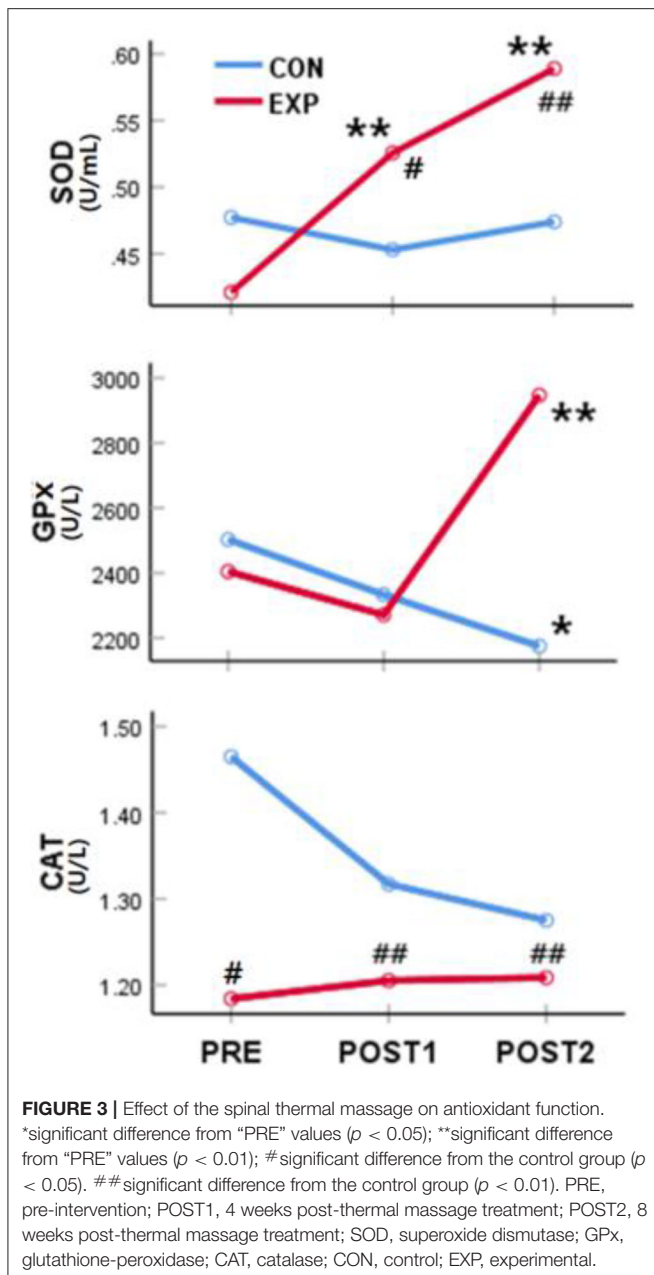 .60
.55
.50
.45
SOD
(U/mL)
CON
EXP
**
#
**
##
3000
2800
2600
2400
2200
GPX
(U/L)
**
*
1.50
1.40
1.30
1.20
CAT
(U/L)
#
##
##
PRE POST1 POST2
FIGURE 3 | Effect of the spinal thermal massage on antioxidant function.
*significant difference from “PRE” values (p < 0.05); **significant difference
from “PRE” values (p < 0.01); #significant difference from the control group (p
< 0.05). ##significant difference from the control group (p < 0.01). PRE,
pre-intervention; POST1, 4 weeks post-thermal massage treatment; POST2, 8
weeks post-thermal massage treatment; SOD, superoxide dismutase; GPx,
glutathione-peroxidase; CAT, catalase; CON, control; EXP, experimental.